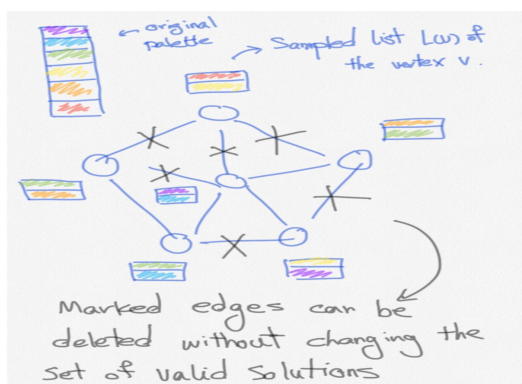 original
palette
Sampled list L(v) of
the vertex v.
Marked edges can be
deleted without changing the
set of valid solutions